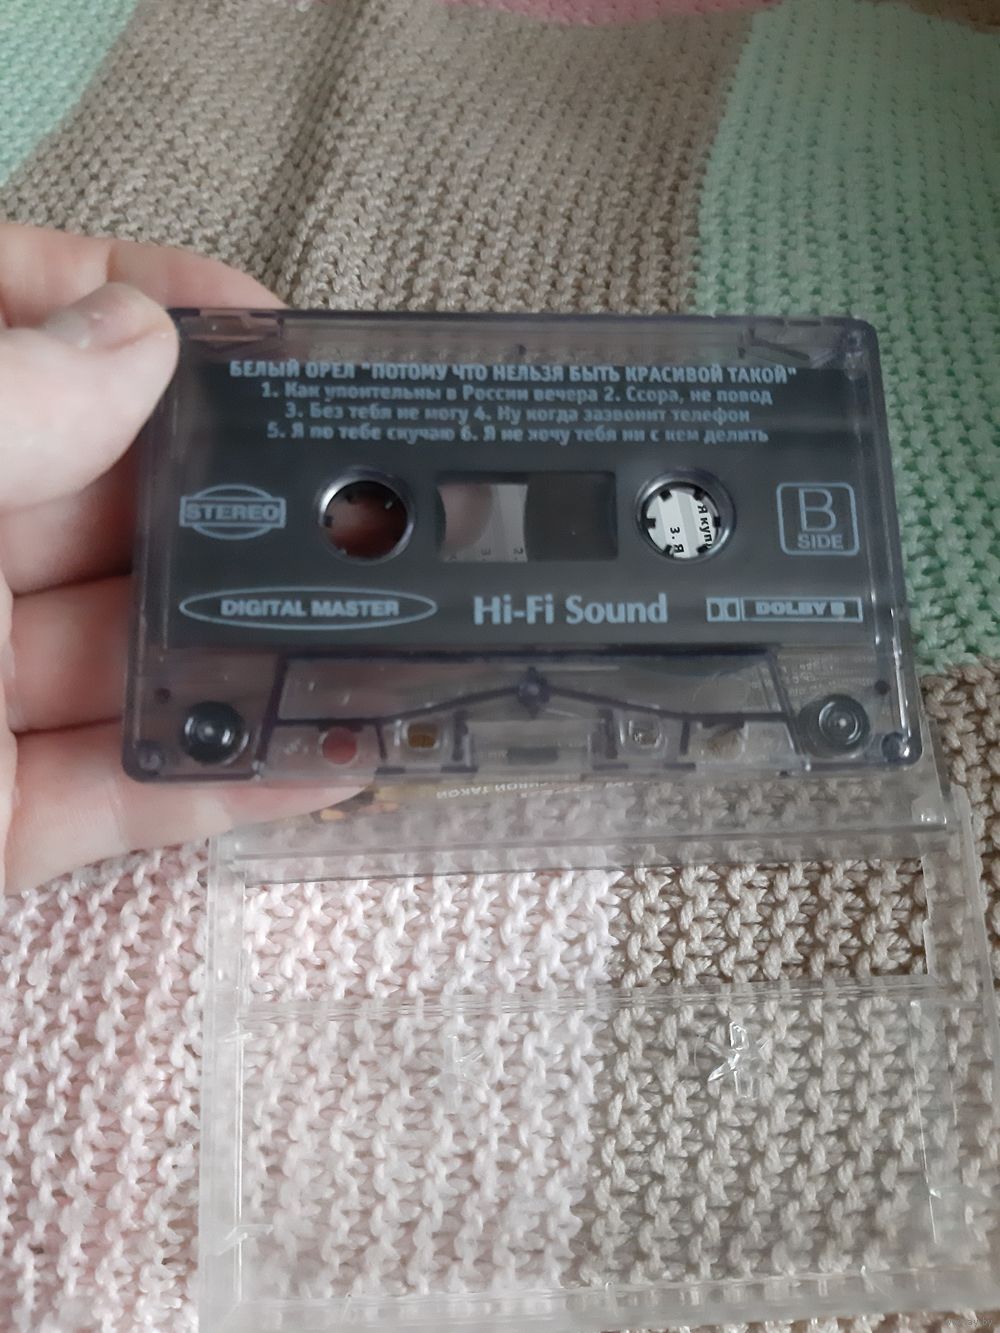 БЕЛЫЙ ОРЕЛ "ПОТОМУ ЧТО НЕЛЬЗЯ БЫТЬ КРАСИВОЙ ТАКОЙ"
1. Как упоительны в России вечера 2. Ссора, не повод
3. Без тебя не могу 4. Ну когда зазвонит телефон
5. Я по тебе скучаю 6. Я не хочу тебя ни с кем делить
STEREO
3. Я
B
SIDE
DIGITAL MASTER
Hi-Fi Sound
DOLBY B
ТАКОЙ